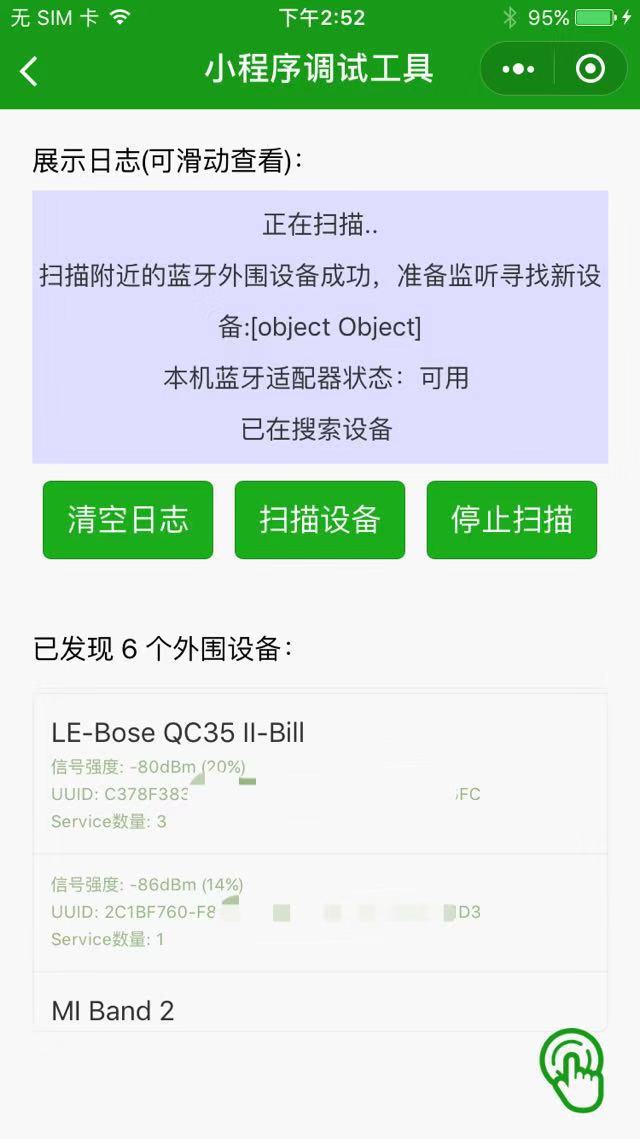 无 SIM 卡 下午2:52 95%
小程序调试工具
展示日志(可滑动查看):
正在扫描..
扫描附近的蓝牙外围设备成功，准备监听寻找新设
备:[object Object]
本机蓝牙适配器状态：可用
已在搜索设备
清空日志 扫描设备 停止扫描
已发现 6 个外围设备:
LE-Bose QC35 II-Bill
信号强度: -80dBm (20%)
UUID: C378F383 FC
Service数量: 3
信号强度: -86dBm (14%)
UUID: 2C1BF760-F8 D3
Service数量: 1
MI Band 2